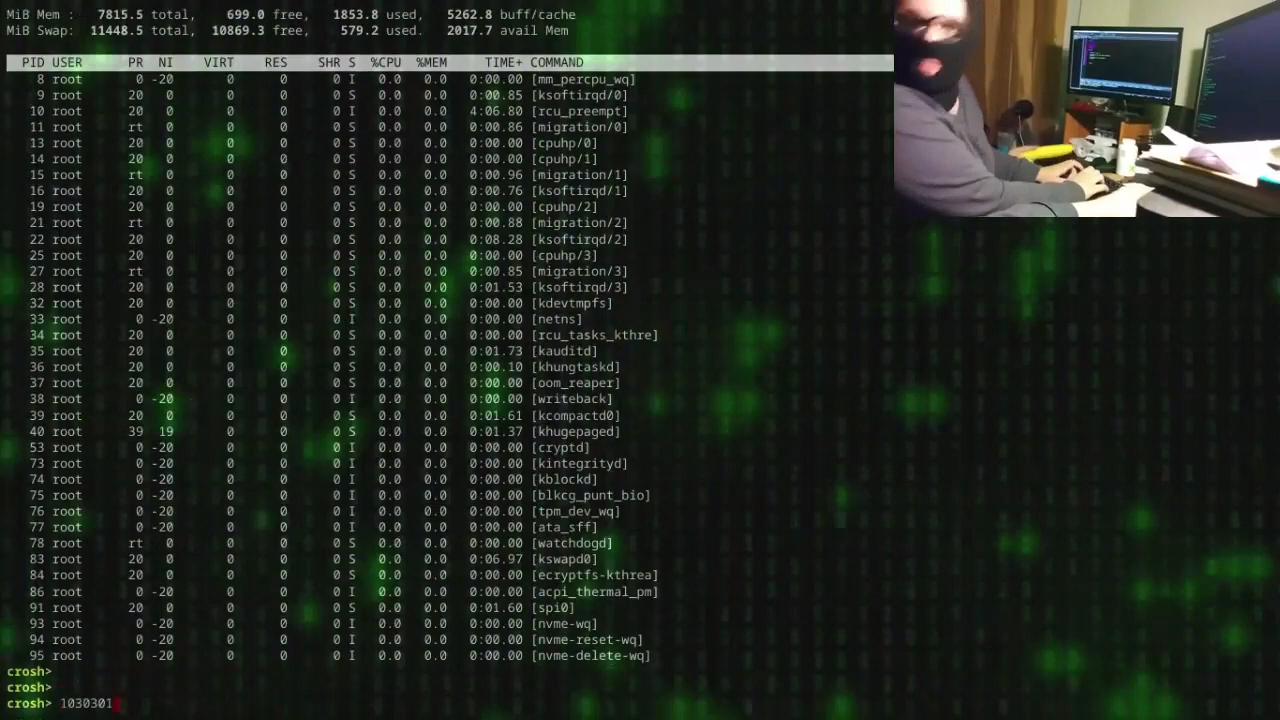 MiB Mem :   7815.5 total,    699.0 free,   1853.8 used,   5262.8 buff/cache
MiB Swap:  11448.5 total,  10869.3 free,    579.2 used.   2017.7 avail Mem
PID USER PR NI VIRT RES SHR S %CPU %MEM TIME+ COMMAND
8 root 0 -20 0 0 0 I 0.0 0.0 0:00.00 [mm_percpu_wq]
9 root 20 0 0 0 0 S 0.0 0.0 0:00.85 [ksoftirqd/0]
10 root 20 0 0 0 0 I 0.0 0.0 4:06.80 [rcu_preempt]
11 root rt 0 0 0 0 S 0.0 0.0 0:00.86 [migration/0]
13 root 20 0 0 0 0 S 0.0 0.0 0:00.00 [cpuhp/0]
14 root 20 0 0 0 0 S 0.0 0.0 0:00.00 [cpuhp/1]
15 root rt 0 0 0 0 S 0.0 0.0 0:00.96 [migration/1]
16 root 20 0 0 0 0 S 0.0 0.0 0:00.76 [ksoftirqd/1]
19 root 20 0 0 0 0 S 0.0 0.0 0:00.00 [cpuhp/2]
21 root rt 0 0 0 0 S 0.0 0.0 0:00.88 [migration/2]
22 root 20 0 0 0 0 S 0.0 0.0 0:08.28 [ksoftirqd/2]
25 root 20 0 0 0 0 S 0.0 0.0 0:00.00 [cpuhp/3]
27 root rt 0 0 0 0 S 0.0 0.0 0:00.85 [migration/3]
28 root 20 0 0 0 0 S 0.0 0.0 0:01.53 [ksoftirqd/3]
32 root 20 0 0 0 0 S 0.0 0.0 0:00.00 [kdevtmpfs]
33 root 0 -20 0 0 0 I 0.0 0.0 0:00.00 [netns]
34 root 20 0 0 0 0 S 0.0 0.0 0:00.00 [rcu_tasks_kthre]
35 root 20 0 0 0 0 S 0.0 0.0 0:01.73 [kauditd]
36 root 20 0 0 0 0 S 0.0 0.0 0:00.10 [khungtaskd]
37 root 20 0 0 0 0 S 0.0 0.0 0:00.00 [oom_reaper]
38 root 0 -20 0 0 0 I 0.0 0.0 0:00.00 [writeback]
39 root 20 0 0 0 0 S 0.0 0.0 0:01.61 [kcompactd0]
40 root 39 19 0 0 0 S 0.0 0.0 0:01.37 [khugepaged]
53 root 0 -20 0 0 0 I 0.0 0.0 0:00.00 [cryptd]
73 root 0 -20 0 0 0 I 0.0 0.0 0:00.00 [kintegrityd]
74 root 0 -20 0 0 0 I 0.0 0.0 0:00.00 [kblockd]
75 root 0 -20 0 0 0 I 0.0 0.0 0:00.00 [blkcg_punt_bio]
76 root 0 -20 0 0 0 I 0.0 0.0 0:00.00 [tpm_dev_wq]
77 root 0 -20 0 0 0 I 0.0 0.0 0:00.00 [ata_sff]
78 root rt 0 0 0 0 S 0.0 0.0 0:00.00 [watchdogd]
83 root 20 0 0 0 0 S 0.0 0.0 0:06.97 [kswapd0]
84 root 20 0 0 0 0 S 0.0 0.0 0:00.00 [ecryptfs-kthrea]
86 root 0 -20 0 0 0 I 0.0 0.0 0:00.00 [acpi_thermal_pm]
91 root 20 0 0 0 0 S 0.0 0.0 0:01.60 [spi0]
93 root 0 -20 0 0 0 I 0.0 0.0 0:00.00 [nvme-wq]
94 root 0 -20 0 0 0 I 0.0 0.0 0:00.00 [nvme-reset-wq]
95 root 0 -20 0 0 0 I 0.0 0.0 0:00.00 [nvme-delete-wq]
crosh>
crosh>
crosh> 1030301